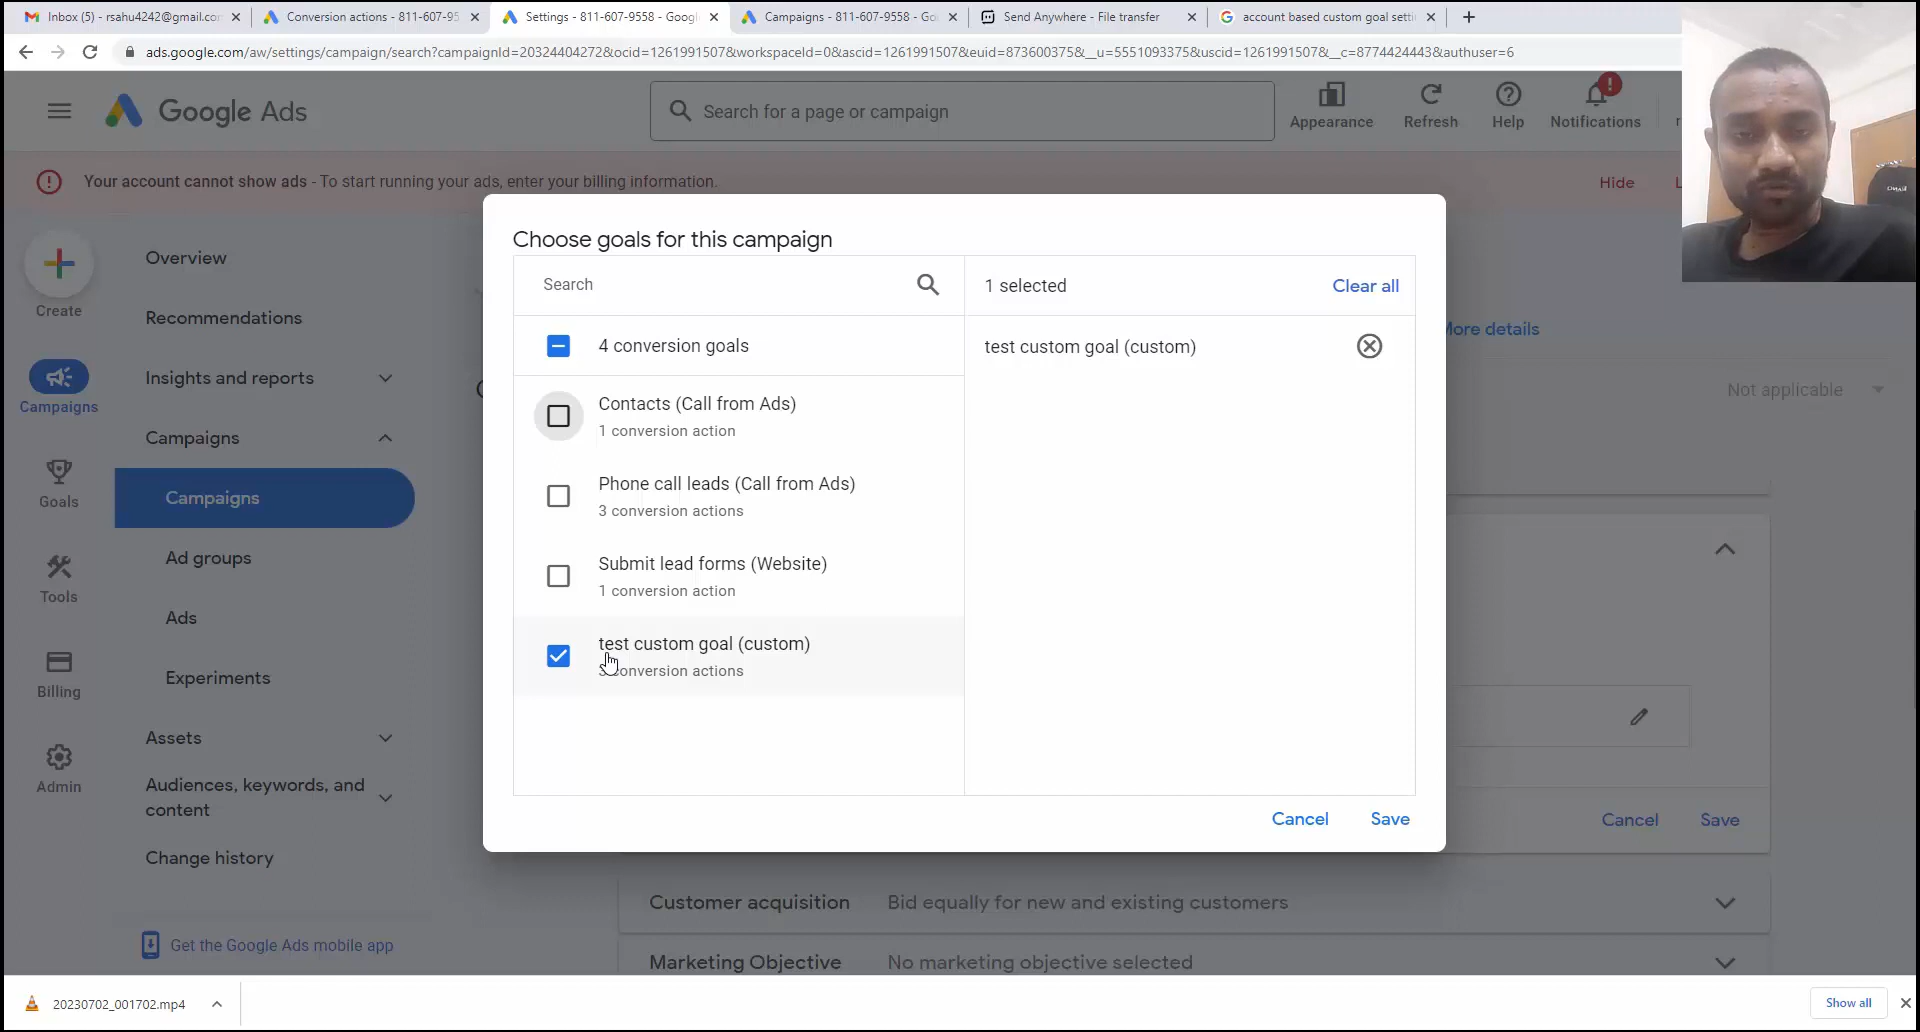 Inbox (5) - rsahu4242@gmail.co
Conversion actions - 811-607-95
Settings - 811-607-9558 - Googl
Campaigns - 811-607-9558 - Go
Send Anywhere - File transfer
account based custom goal setti
ads.google.com/aw/settings/campaign/search?campaignId=20324404272&ocid=1261991507&workspaceId=0&ascid=1261991507&euid=873600375&__u=5551093375&uscid=1261991507&__c=8774424443&authuser=6
Google Ads
Search for a page or campaign
Appearance
Refresh
Help
Notifications
Your account cannot show ads - To start running your ads, enter your billing information.
Hide
Create
Campaigns
Goals
Tools
Billing
Admin
Overview
Recommendations
Insights and reports
Campaigns
Campaigns
Ad groups
Ads
Experiments
Assets
Audiences, keywords, and
content
Change history
Get the Google Ads mobile app
Choose goals for this campaign
Search
1 selected
Clear all
4 conversion goals
test custom goal (custom)
Contacts (Call from Ads)
1 conversion action
Phone call leads (Call from Ads)
3 conversion actions
Submit lead forms (Website)
1 conversion action
test custom goal (custom)
conversion actions
Cancel
Save
More details
Not applicable
Cancel
Save
Customer acquisition
Bid equally for new and existing customers
Marketing Objective
No marketing objective selected
20230702_001702.mp4
Show all